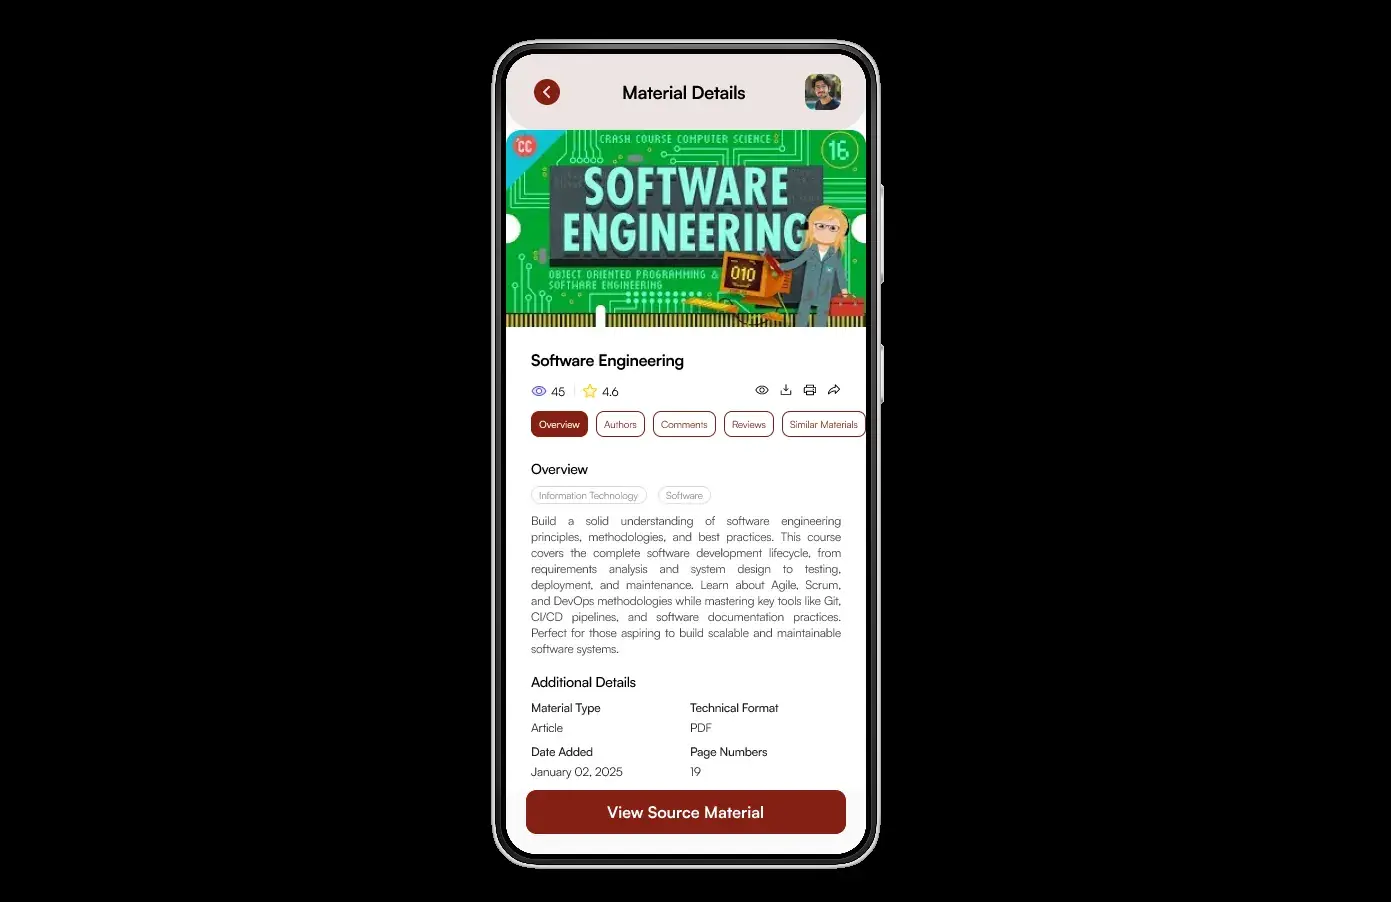 Material Details
CC
CRASH COURSE COMPUTER SCIENCE
16
SOFTWARE
ENGINEERING
OBJECT ORIENTED PROGRAMMING &
SOFTWARE ENGINEERING
010
Software Engineering
45 4.6
Overview Authors Comments Reviews Similar Materials
Overview
Information Technology Software
Build a solid understanding of software engineering
principles, methodologies, and best practices. This course
covers the complete software development lifecycle, from
requirements analysis and system design to testing,
deployment, and maintenance. Learn about Agile, Scrum,
and DevOps methodologies while mastering key tools like Git,
CI/CD pipelines, and software documentation practices.
Perfect for those aspiring to build scalable and maintainable
software systems.
Additional Details
Material Type Technical Format
Article PDF
Date Added Page Numbers
January 02, 2025 19
View Source Material